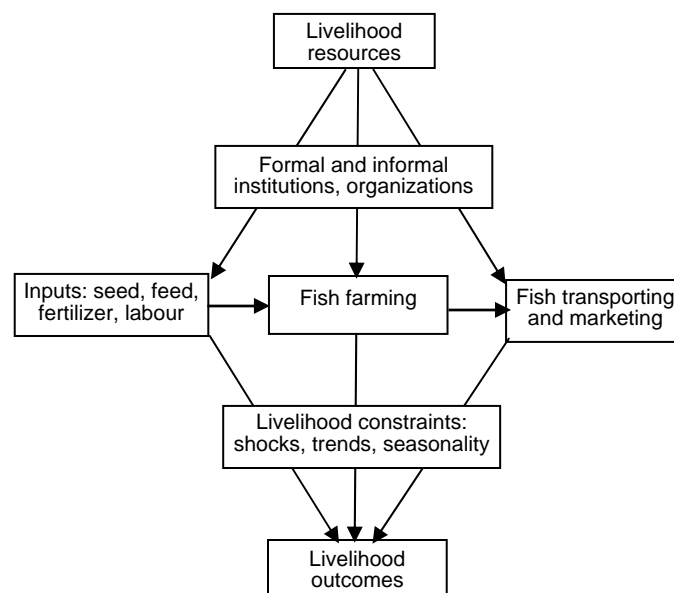 Livelihood
resources
Formal and informal
institutions, organizations
Inputs: seed, feed,
fertilizer, labour
Fish farming
Fish transporting
and marketing
Livelihood constraints:
shocks, trends, seasonality
Livelihood
outcomes